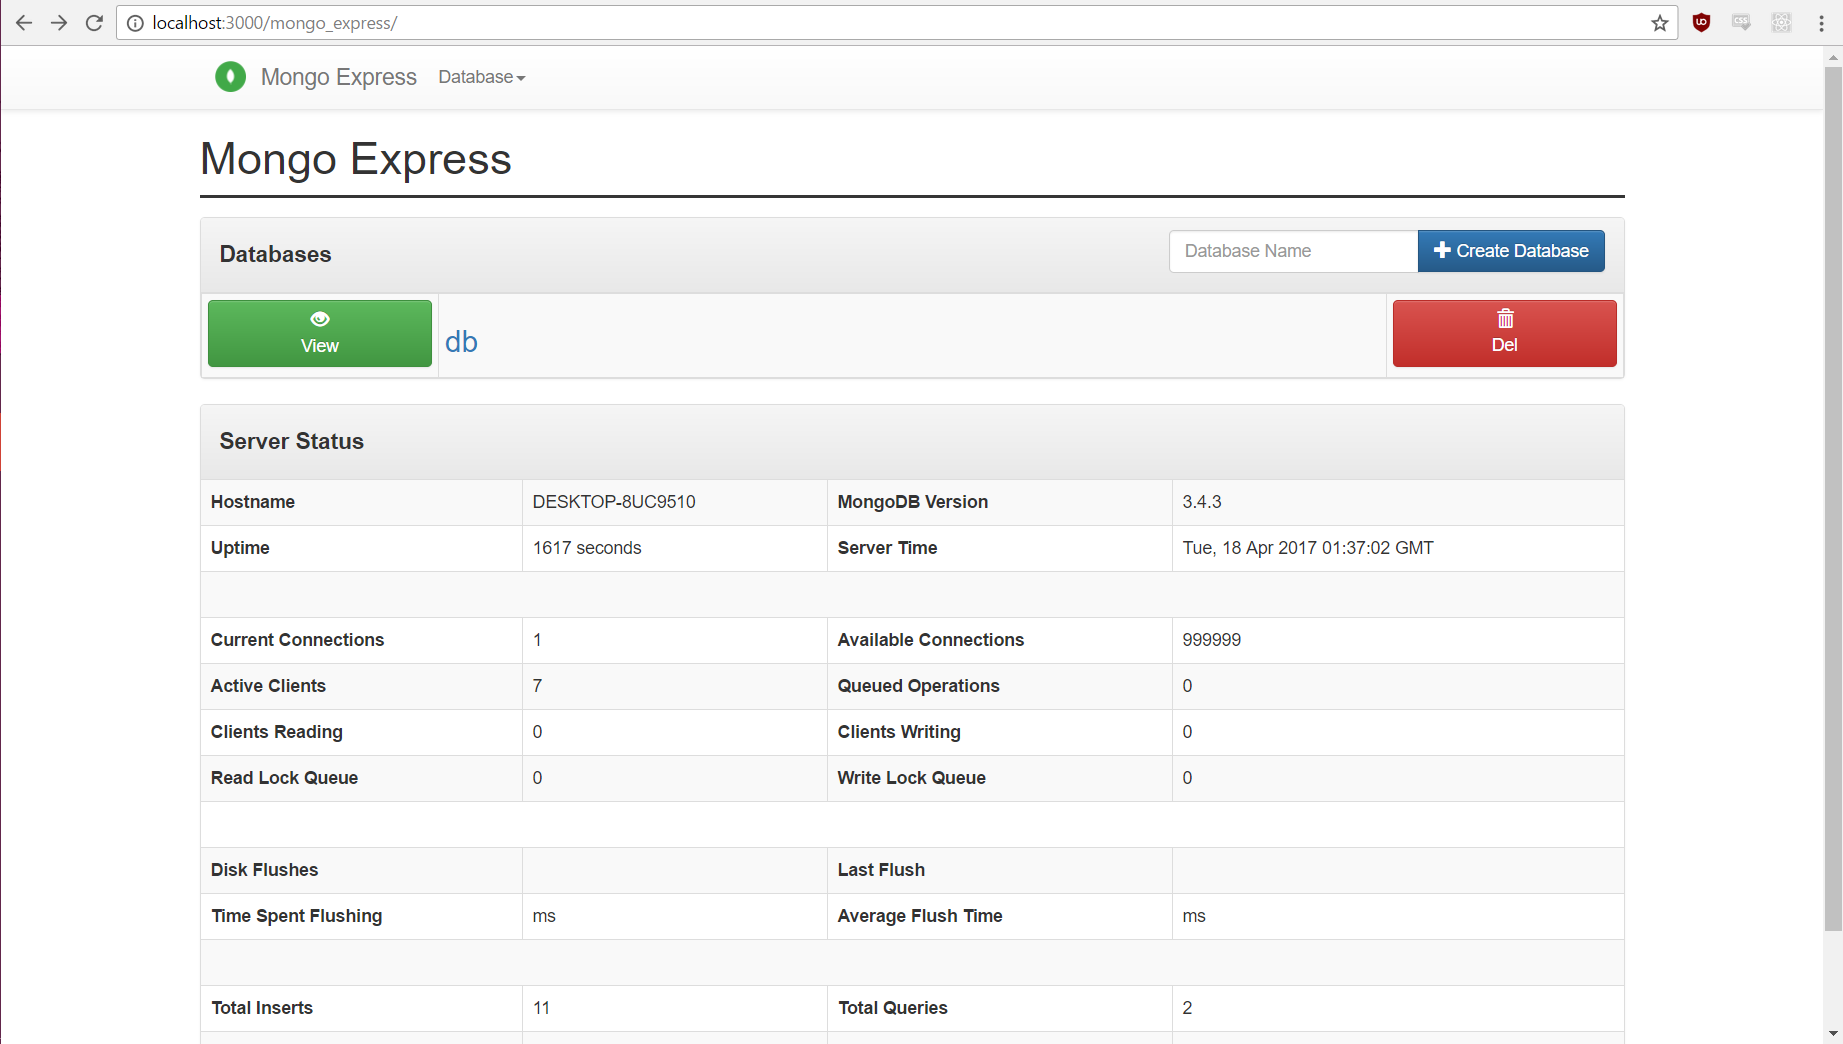 localhost:3000/mongo_express/
Mongo Express Database
Mongo Express
Databases Database Name Create Database
View db Del
Server Status
Hostname DESKTOP-8UC9510 MongoDB Version 3.4.3
Uptime 1617 seconds Server Time Tue, 18 Apr 2017 01:37:02 GMT
Current Connections 1 Available Connections 999999
Active Clients 7 Queued Operations 0
Clients Reading 0 Clients Writing 0
Read Lock Queue 0 Write Lock Queue 0
Disk Flushes Last Flush
Time Spent Flushing ms Average Flush Time ms
Total Inserts 11 Total Queries 2